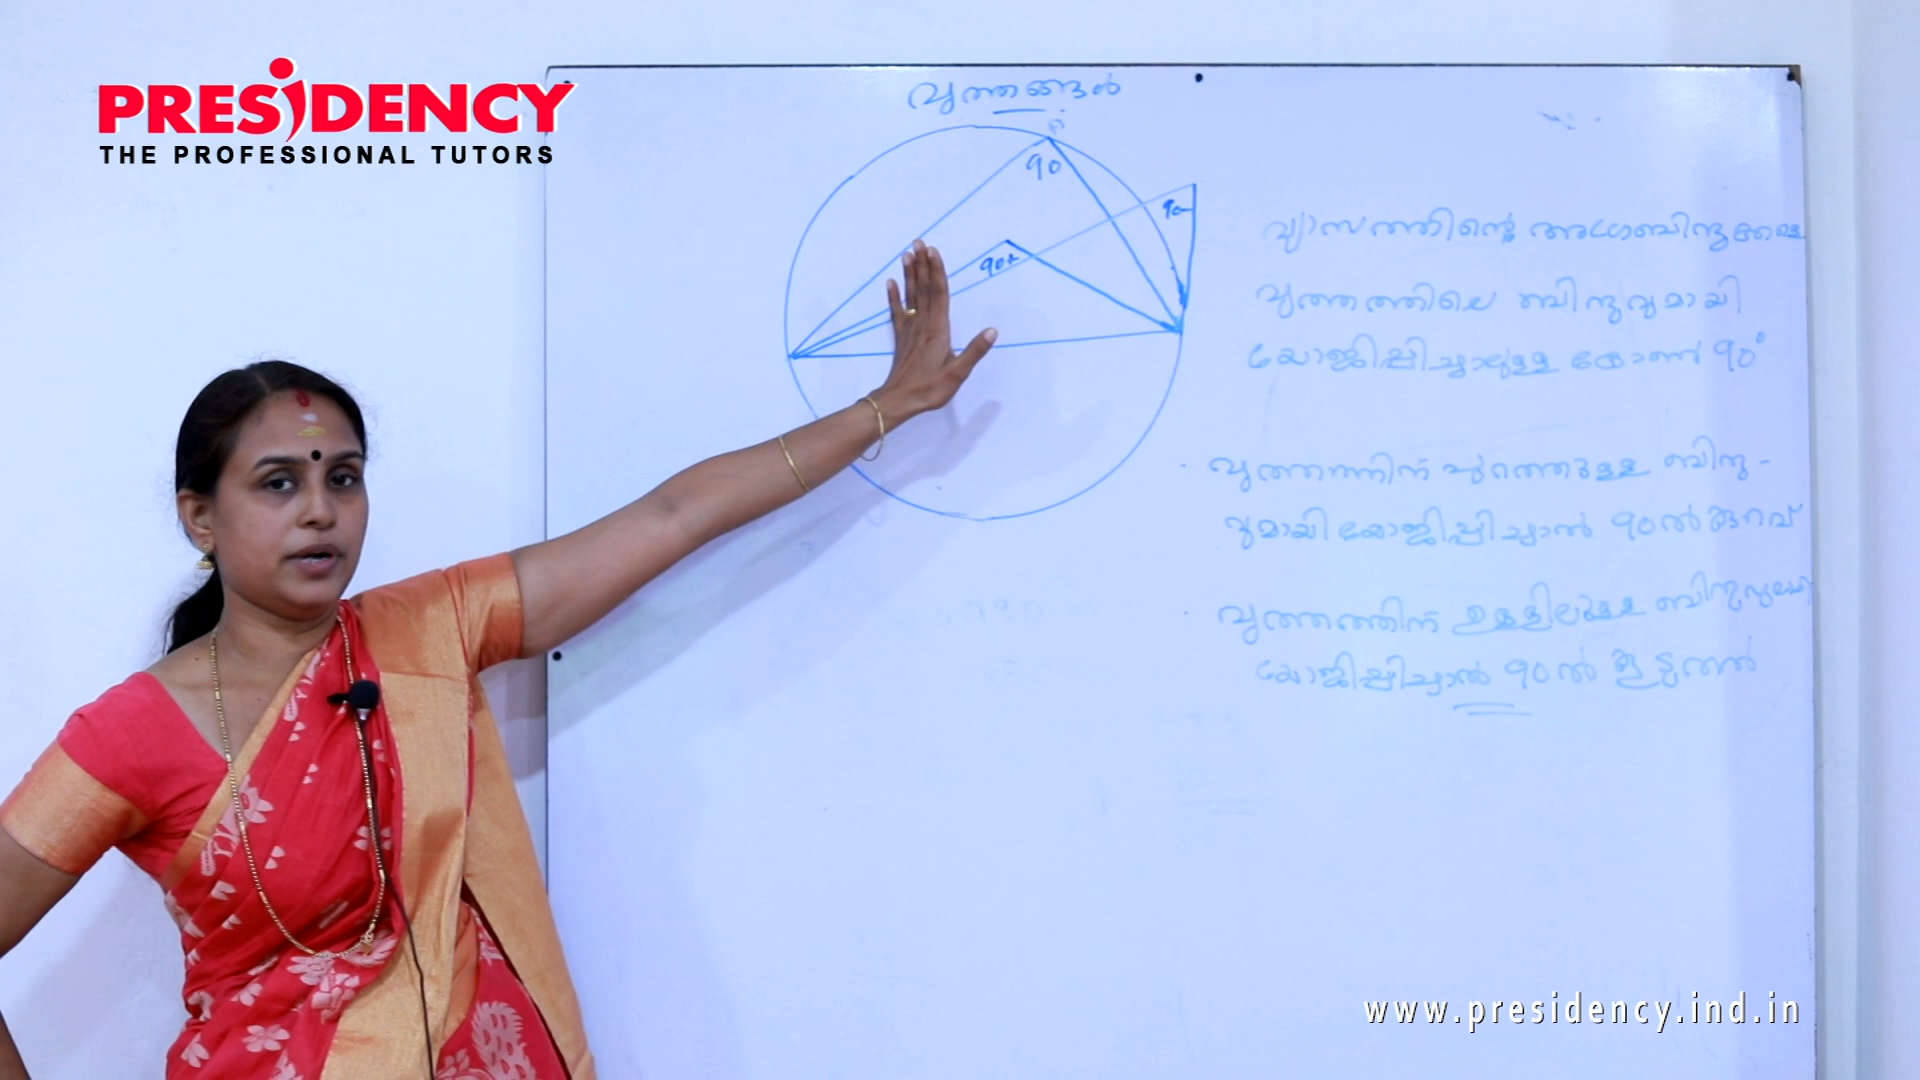 PRESIDENCY
THE PROFESSIONAL TUTORS
വൃത്തങ്ങൾ
90
90-
90+
വ്യാസത്തിന്റെ അഗ്രബിന്ദുക്കളെ
വൃത്തത്തിലെ ബിന്ദുവുമായി
യോജിപ്പിച്ചാലുള്ള കോൺ 90°
വൃത്തത്തിന് പുറത്തുള്ള ബിന്ദു-
വുമായി യോജിപ്പിച്ചാൽ 90ൽ കുറവ്
വൃത്തത്തിന് ഉള്ളിലുള്ള ബിന്ദുവുമായി
യോജിപ്പിച്ചാൽ 90ൽ കൂടുതൽ
www.presidency.ind.in